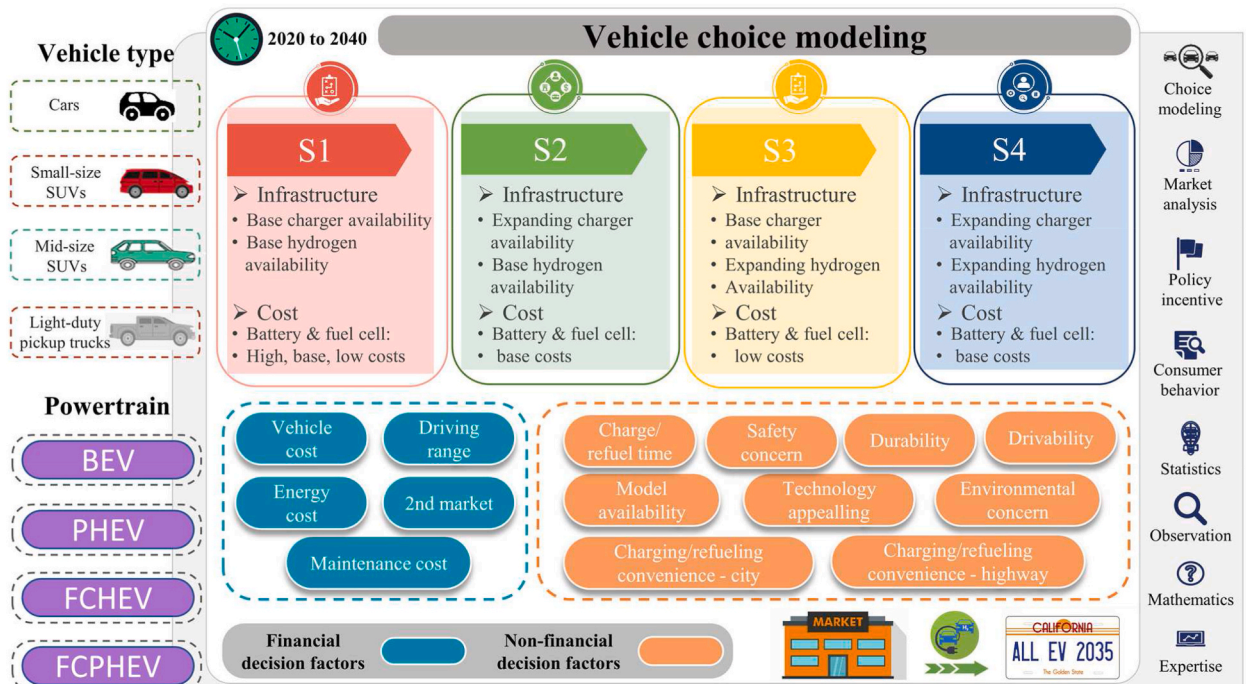 Vehicle type
Cars
Small-size
SUVs
Mid-size
SUVs
Light-duty
pickup trucks
Powertrain
BEV
PHEV
FCHEV
FCPHEV
2020 to 2040
Vehicle choice modeling
S1
➢ Infrastructure
• Base charger availability
• Base hydrogen
availability
➢ Cost
• Battery & fuel cell:
• High, base, low costs
S2
➢ Infrastructure
• Expanding charger
availability
• Base hydrogen
availability
➢ Cost
• Battery & fuel cell:
• base costs
S3
➢ Infrastructure
• Base charger
• availability
• Expanding hydrogen
• Availability
➢ Cost
• Battery & fuel cell:
• low costs
S4
➢ Infrastructure
• Expanding charger
availability
• Expanding hydrogen
availability
➢ Cost
• Battery & fuel cell:
• base costs
Vehicle
cost
Driving
range
Energy
cost
2nd market
Maintenance cost
Charge/
refuel time
Safety
concern
Durability
Drivability
Model
availability
Technology
appealling
Environmental
concern
Charging/refueling
convenience - city
Charging/refueling
convenience - highway
Financial
decision factors
Non-financial
decision factors
MARKET
CALIFORNIA
ALL EV 2035
The Golden State
Choice
modeling
Market
analysis
Policy
incentive
Consumer
behavior
Statistics
Observation
Mathematics
Expertise